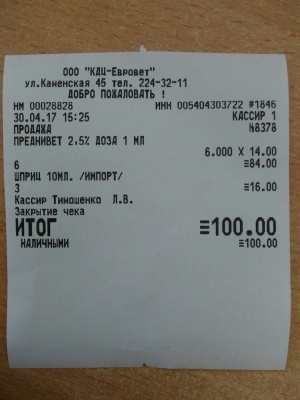 ООО "КДЦ-Евровет"
ул.Каменская 45 тел. 224-32-11
ДОБРО ПОЖАЛОВАТЬ !
НМ 00028828 ИНН 005404303722 #1846
30.04.17 15:25 КАССИР 1
ПРОДАЖА №8378
ПРЕДНИВЕТ 2.5% ДОЗА 1 МЛ
6.000 X 14.00
6 ≡84.00
ШПРИЦ 10МЛ. /ИМПОРТ/
3 ≡16.00
Кассир Тимошенко Л.В.
Закрытие чека
ИТОГ ≡100.00
НАЛИЧНЫМИ ≡100.00